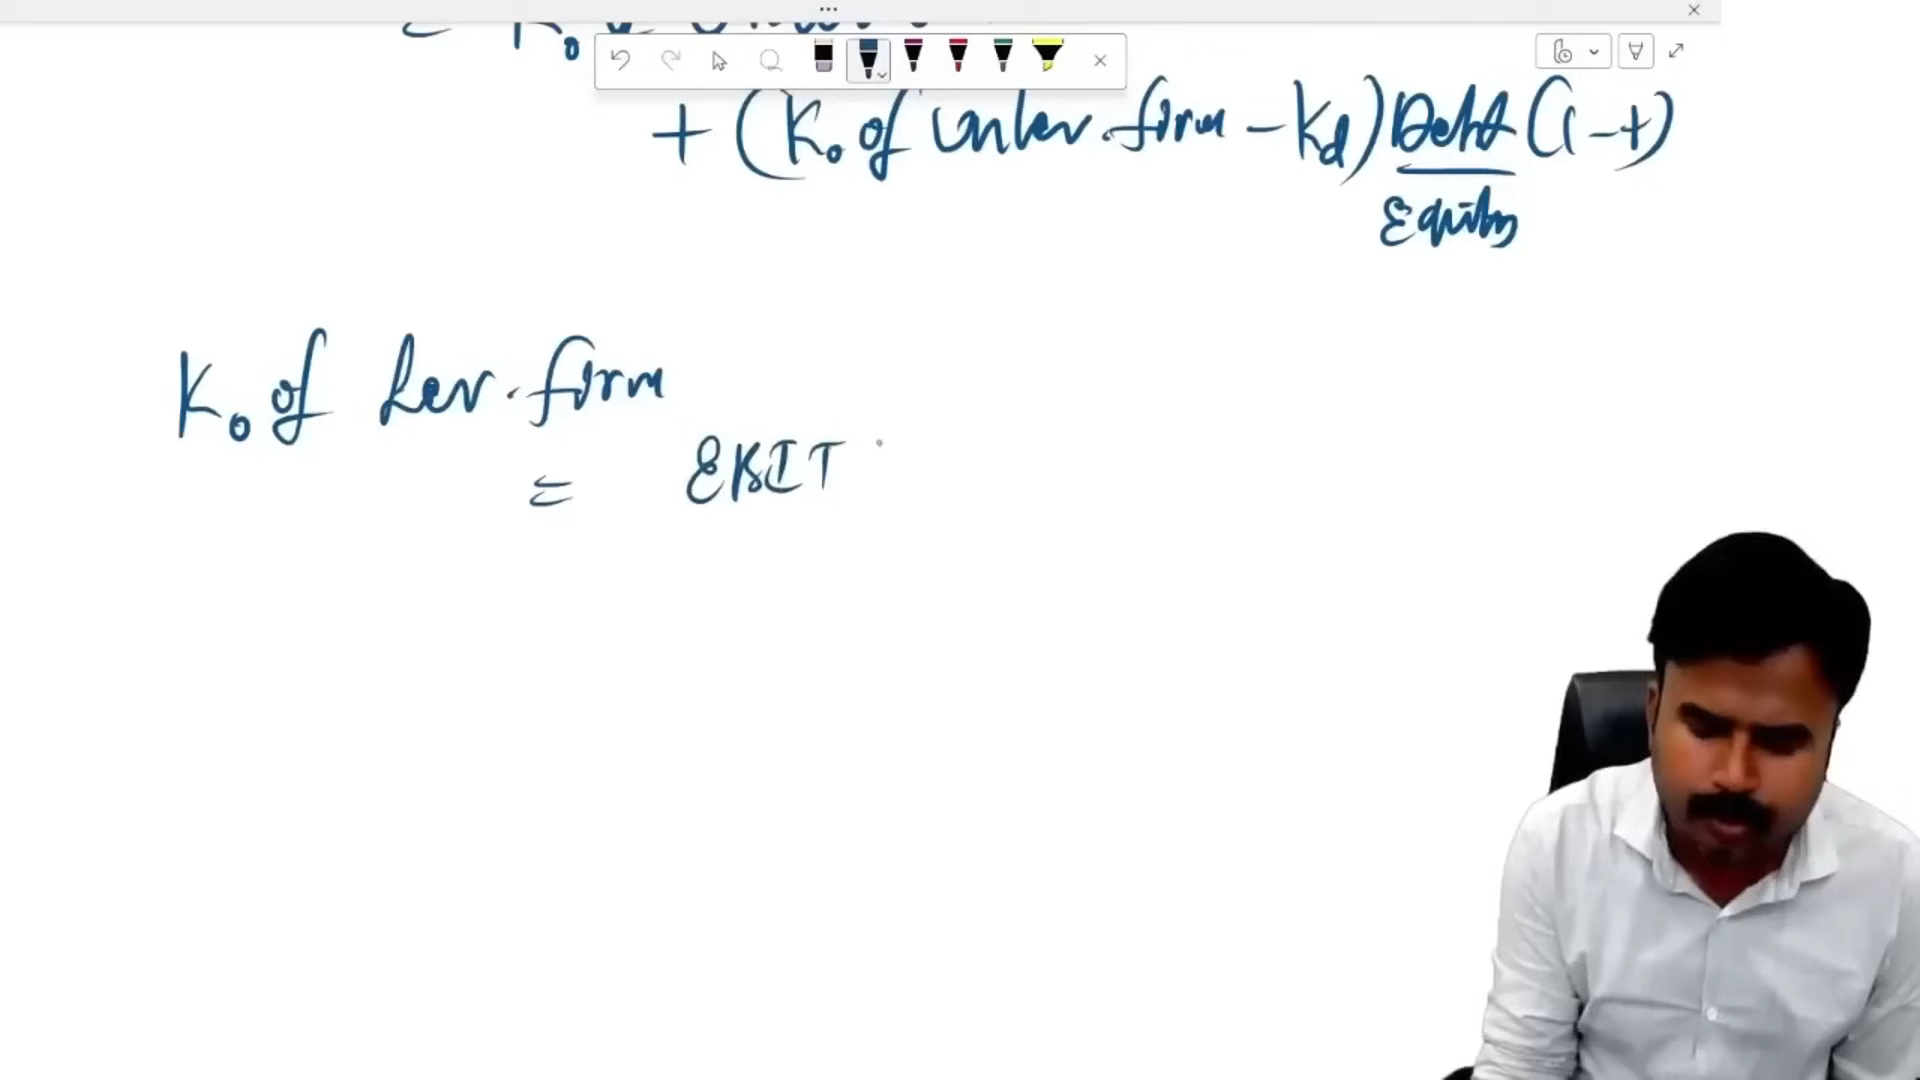 + (K₀ of Unlev. firm - Kd) Debt (1-t)
Equity
K₀ of Lev. firm
= EBIT